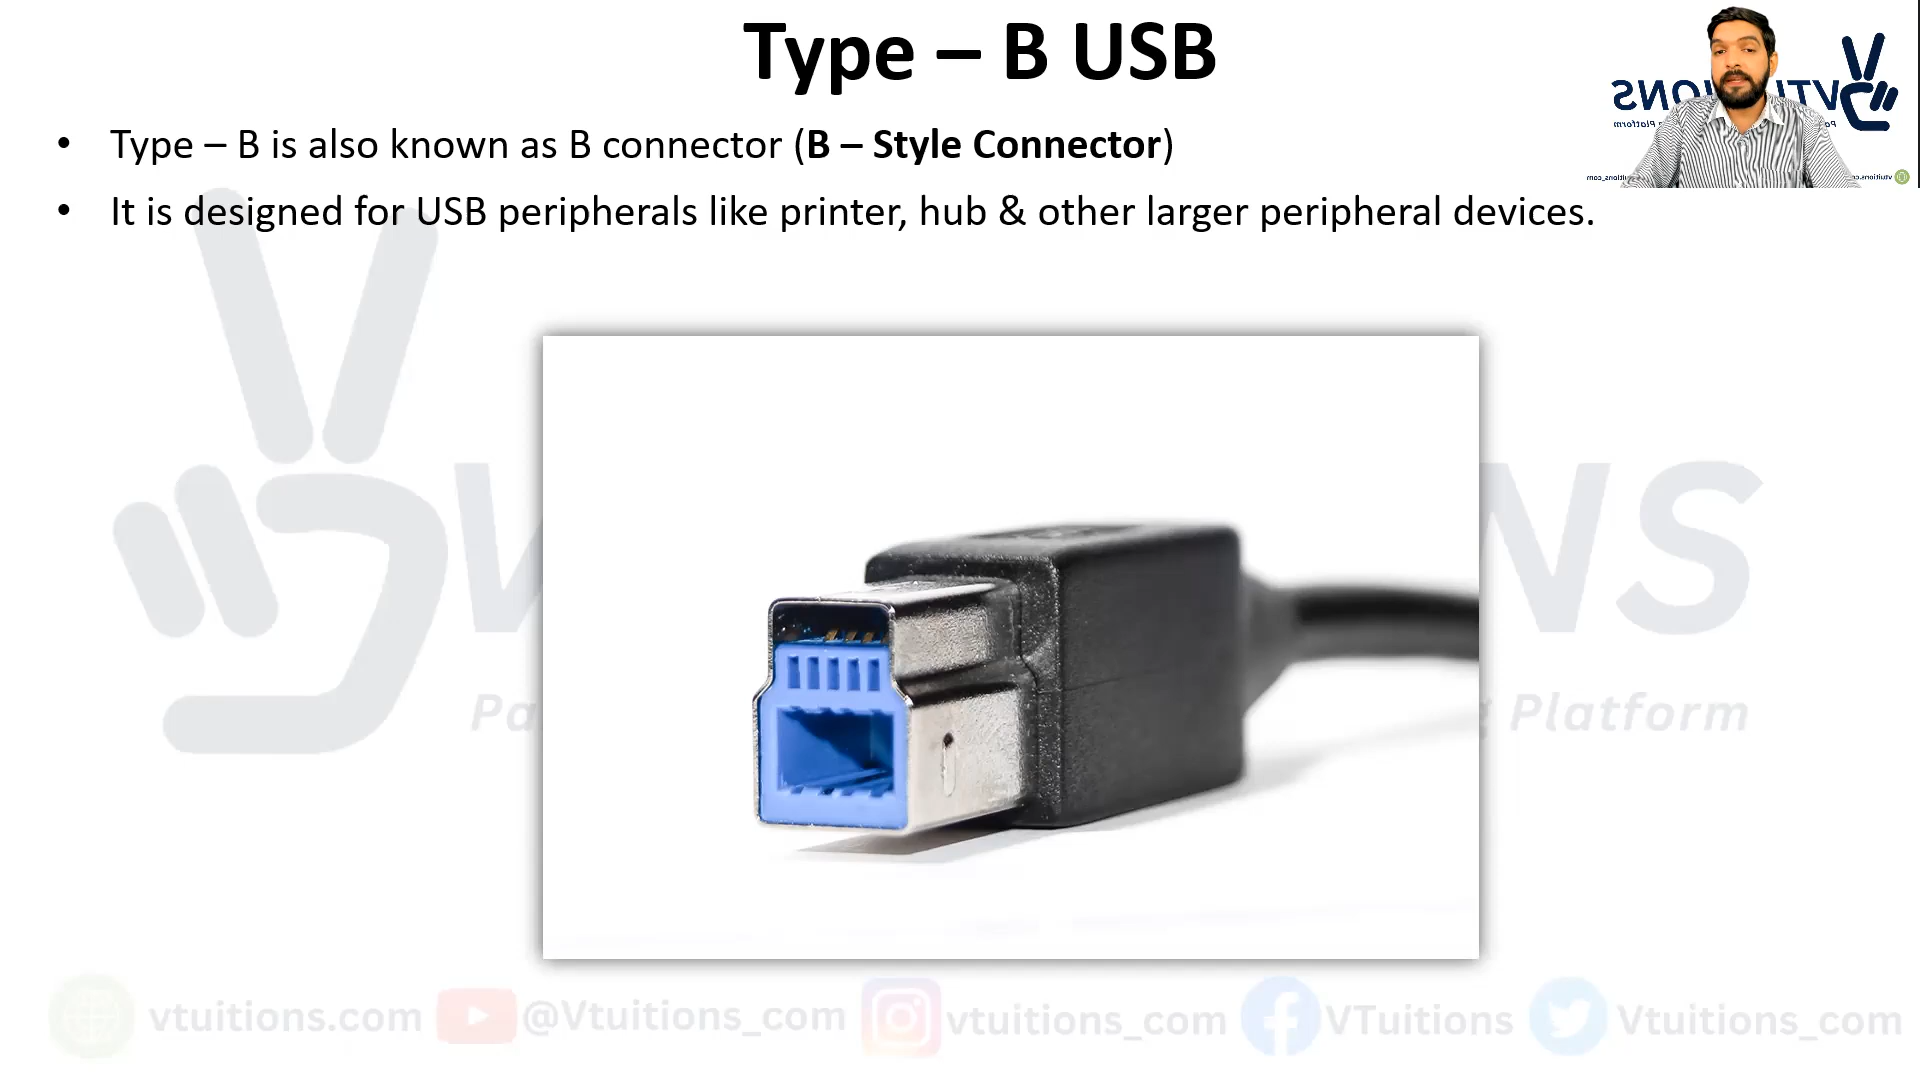 Type – B USB
• Type – B is also known as B connector (B – Style Connector)
• It is designed for USB peripherals like printer, hub & other larger peripheral devices.
NS
Platform
vtuitions.com @Vtuitions_com vtuitions_com VTuitions Vtuitions_com